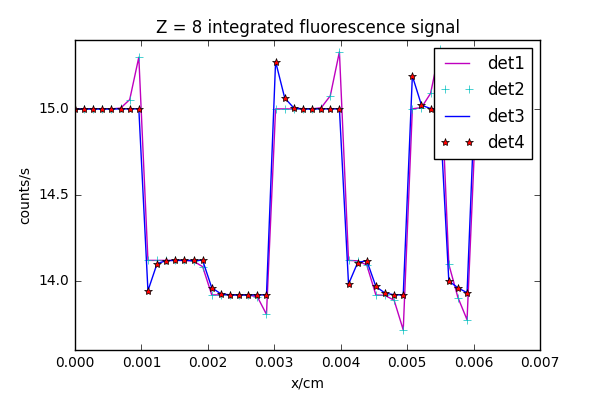 Z = 8 integrated fluorescence signal
counts/s
15.0
14.5
14.0
det1
det2
det3
det4
0.000 0.001 0.002 0.003 0.004 0.005 0.006 0.007
x/cm